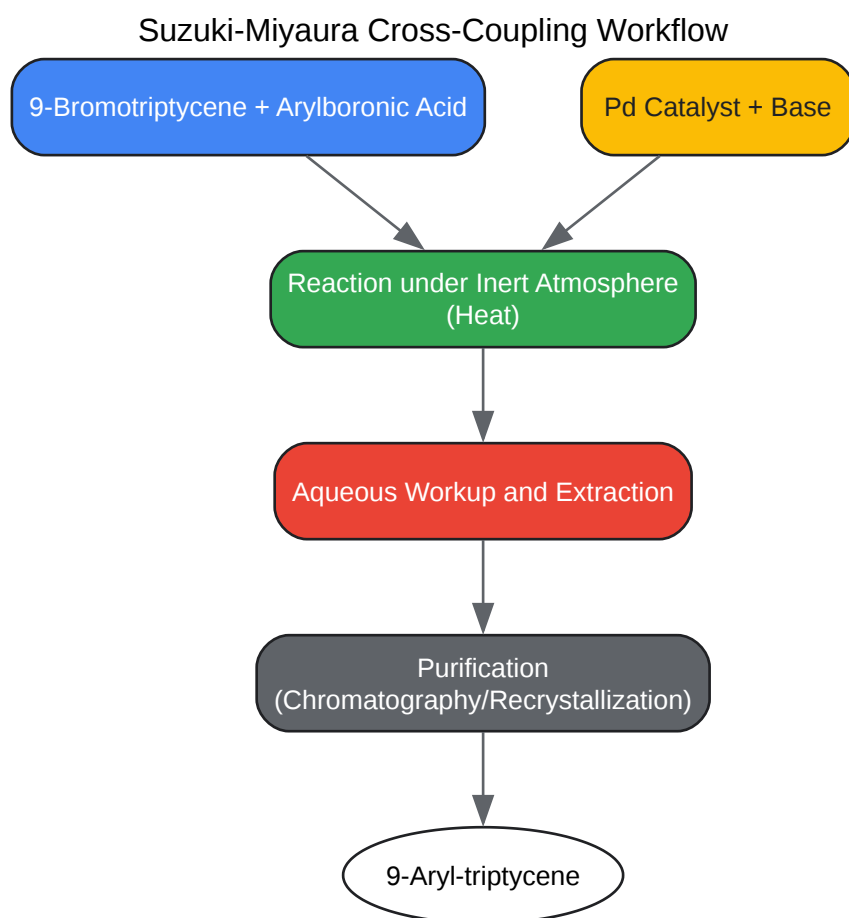 Suzuki-Miyaura Cross-Coupling Workflow
9-Bromotriptycene + Arylboronic Acid
Pd Catalyst + Base
Reaction under Inert Atmosphere
(Heat)
Aqueous Workup and Extraction
Purification
(Chromatography/Recrystallization)
9-Aryl-triptycene